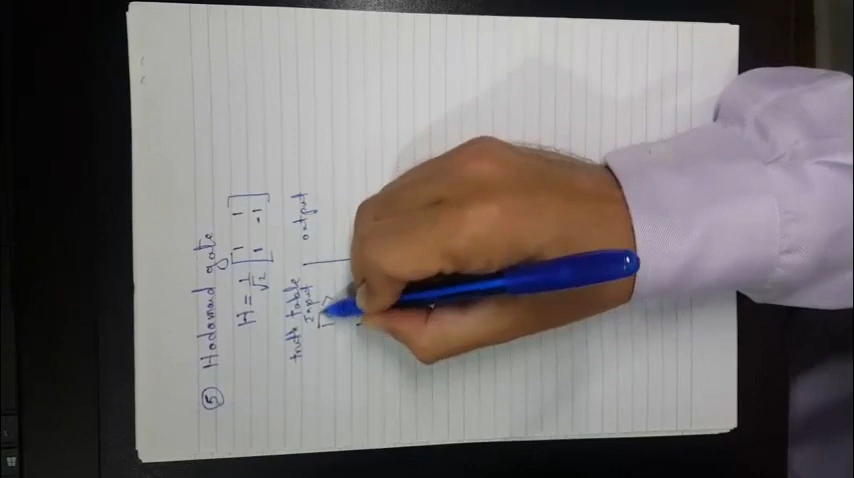 ⑤ Hadamard gate
H = 1/√2 [1 1
1 -1]
truth table
Input output